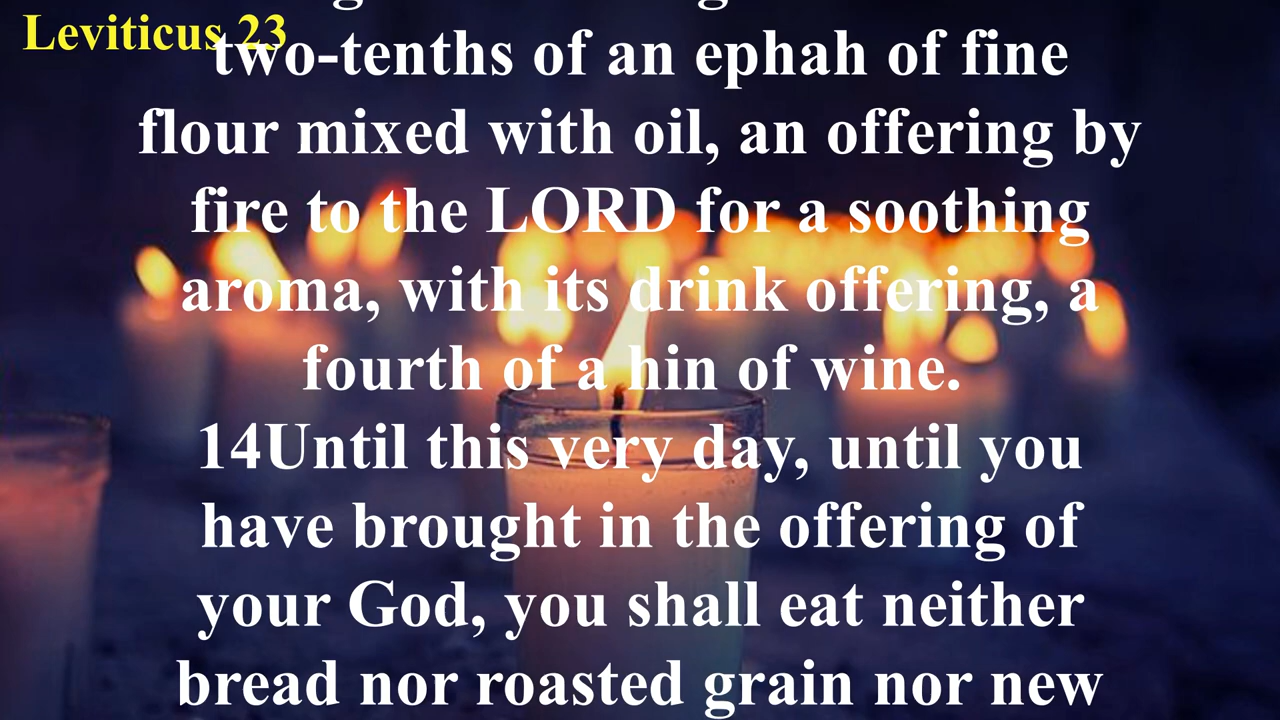 Leviticus 23
two-tenths of an ephah of fine
flour mixed with oil, an offering by
fire to the LORD for a soothing
aroma, with its drink offering, a
fourth of a hin of wine.
14Until this very day, until you
have brought in the offering of
your God, you shall eat neither
bread nor roasted grain nor new